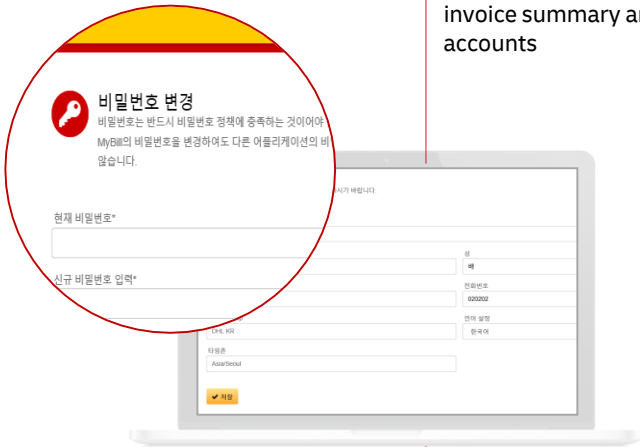 invoice summary
accounts
비밀번호 변경
비밀번호는 반드시 비밀번호 정책에 충족하는 것이어야
MyBill의 비밀번호을 변경하여도 다른 어플리케이션의
않습니다.
현재 비밀번호*
신규 비밀번호 입력*
바랍니다.
성
배
전화번호
020202
언어 설정
DHL KR
한국어
타임존
Asia/Seoul
저장